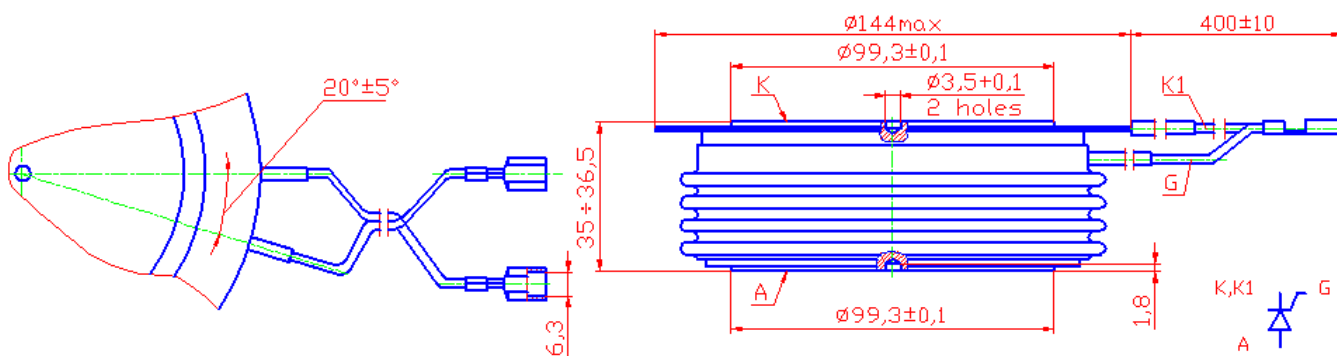 20°±5°
6,3
Ø144max
400±10
Ø99,3±0,1
Ø3,5+0,1
2 holes
K
K1
35÷36,5
G
A
1,8
Ø99,3±0,1
K,K1
G
A